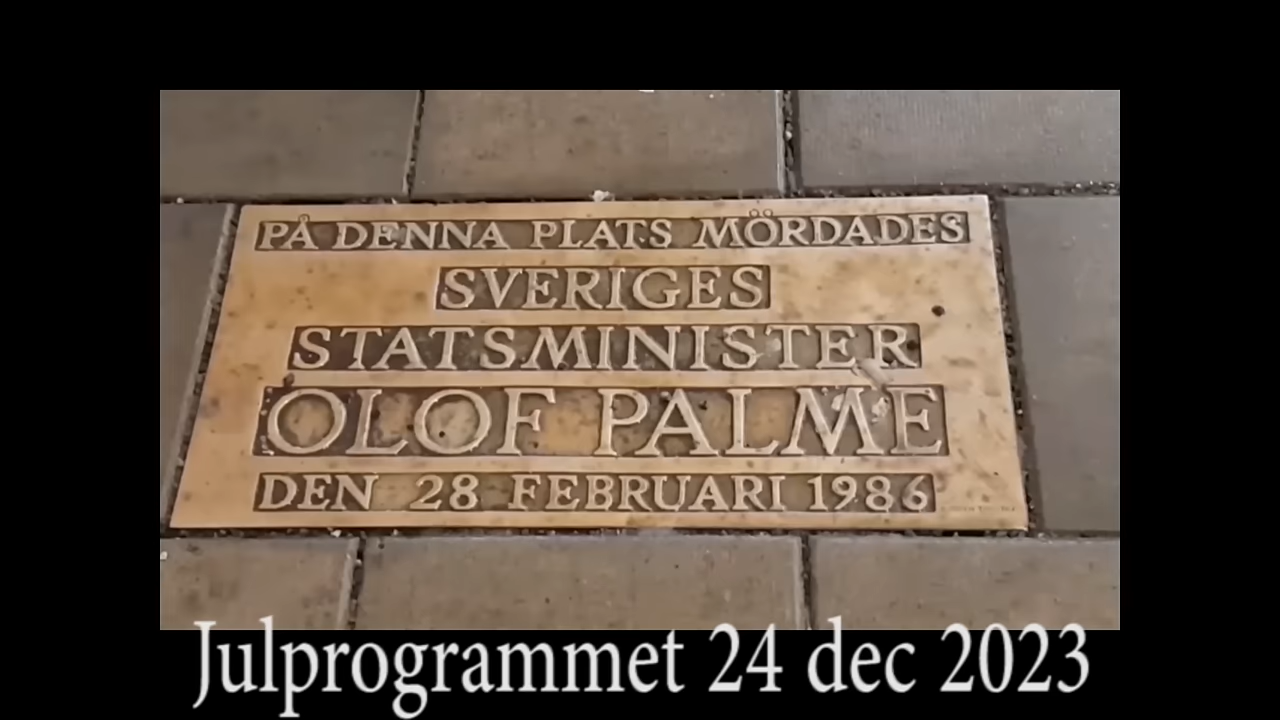 PÅ DENNA PLATS MÖRDADES
SVERIGES
STATSMINISTER
OLOF PALME
DEN 28 FEBRUARI 1986
Julprogrammet 24 dec 2023